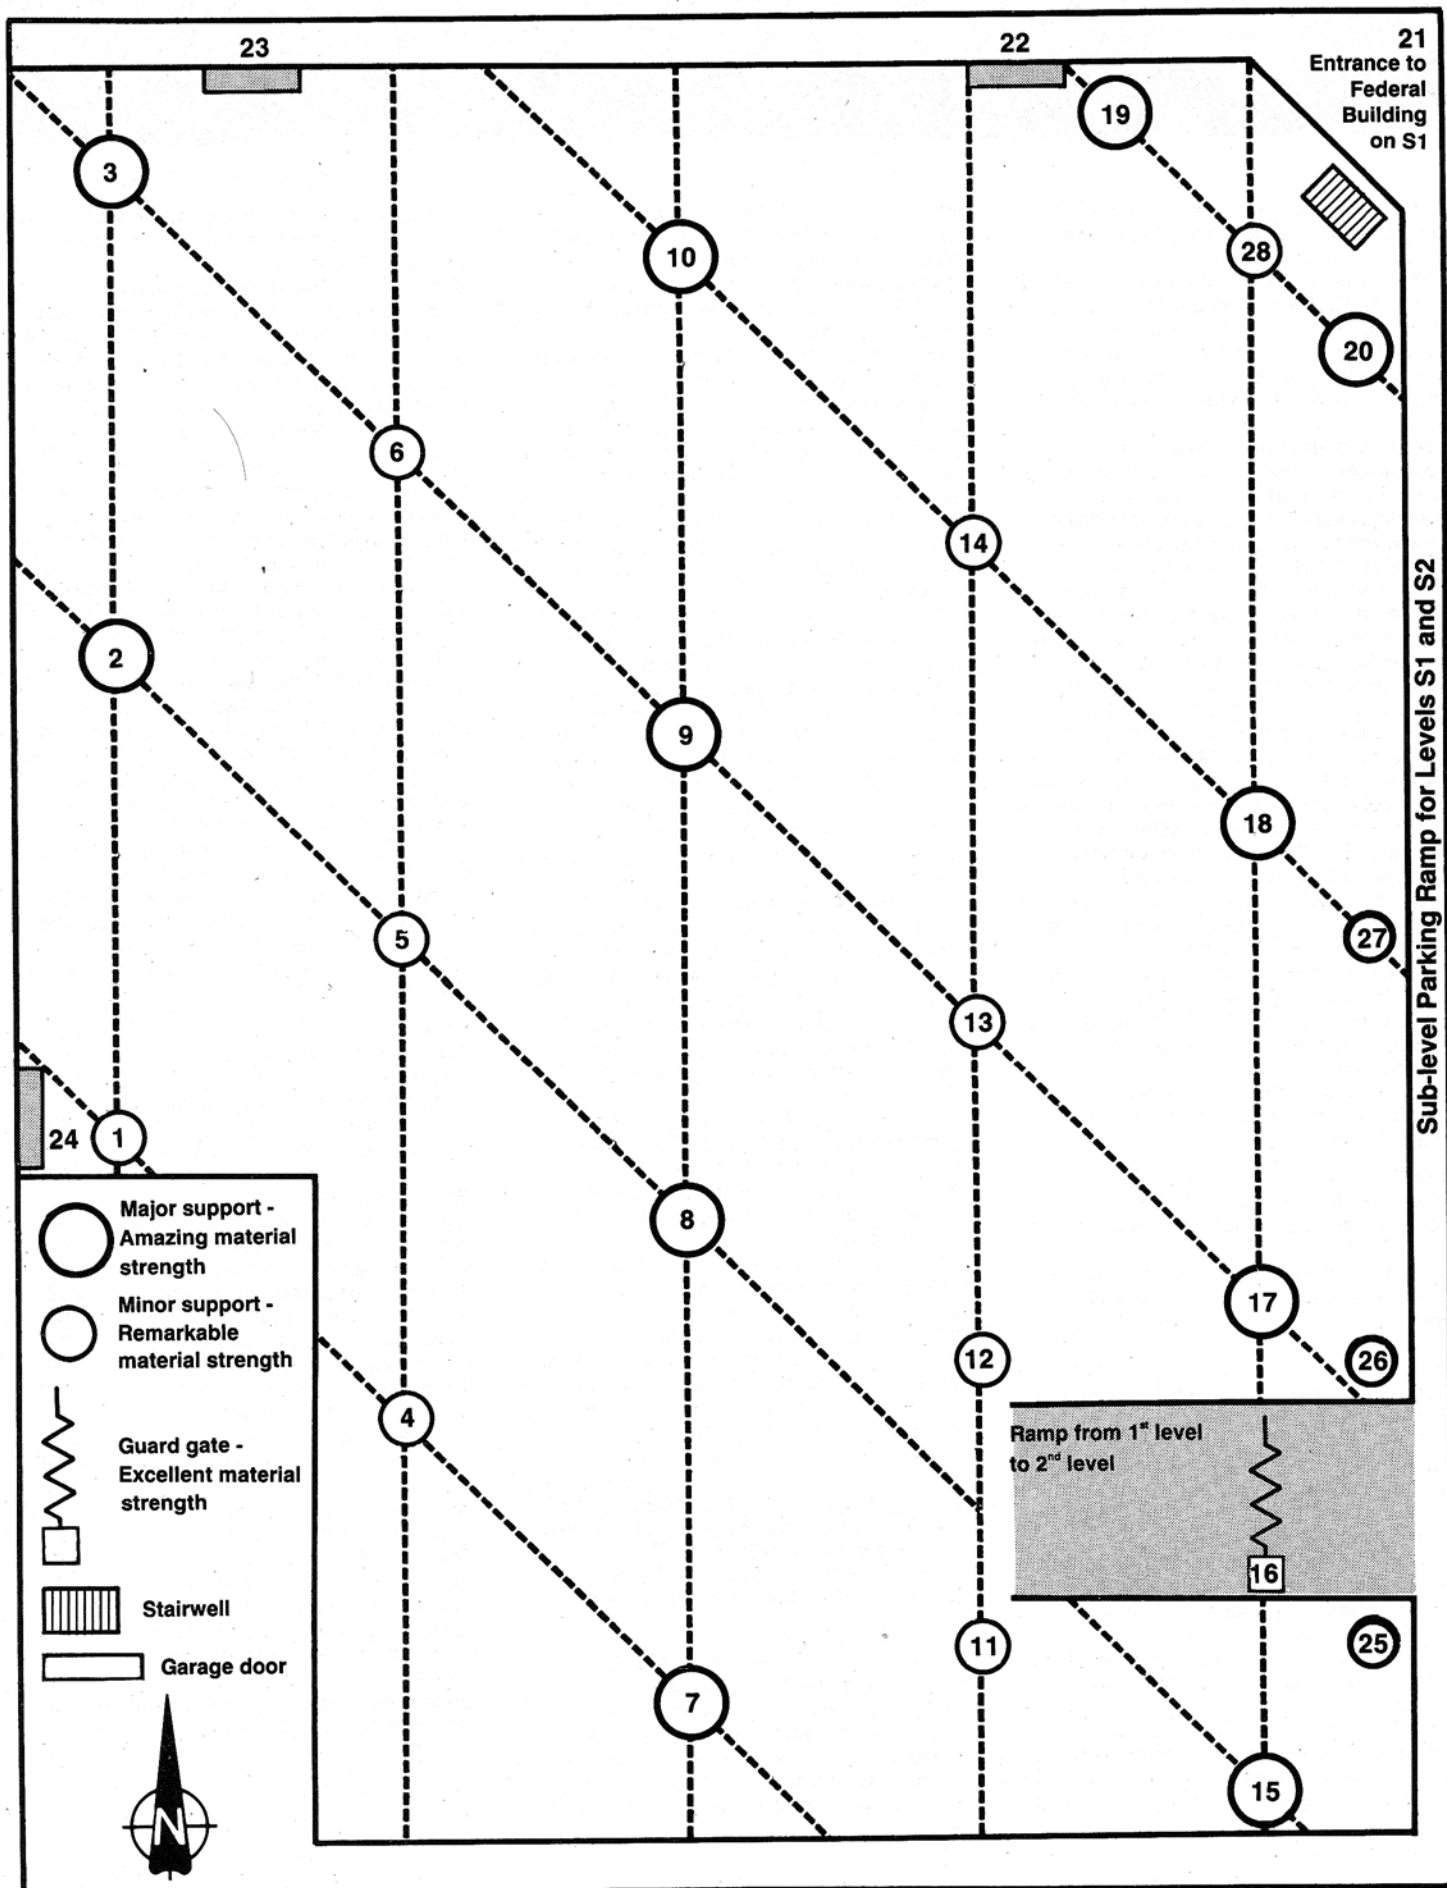 23
22
21
Entrance to
Federal
Building
on S1
19
3
10
28
20
6
14
2
9
18
5
27
13
Sub-level Parking Ramp for Levels S1 and S2
24
1
8
17
12
26
4
Ramp from 1st level
to 2nd level
16
11
25
7
15
Major support -
Amazing material
strength
Minor support -
Remarkable
material strength
Guard gate -
Excellent material
strength
Stairwell
Garage door
N